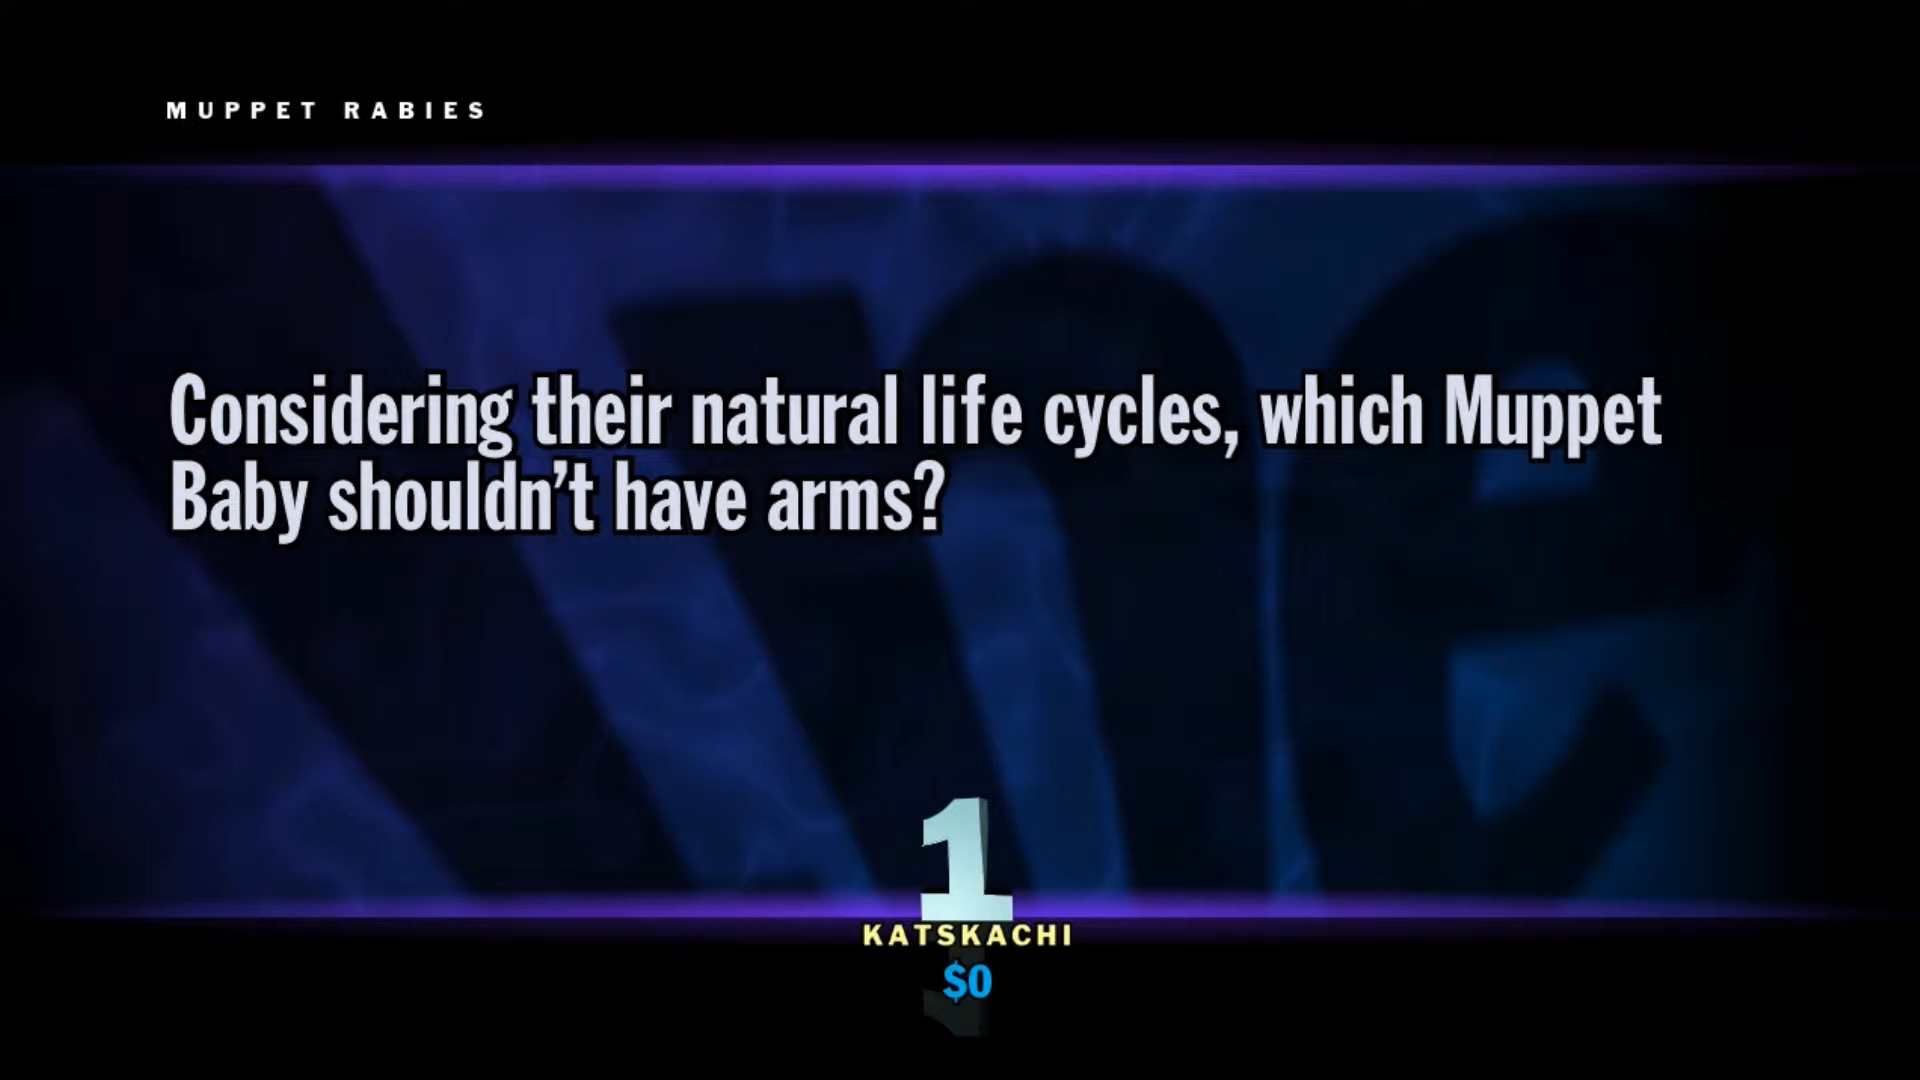 MUPPET RABIES
Considering their natural life cycles, which Muppet
Baby shouldn't have arms?
1
KATSKACHI
$0